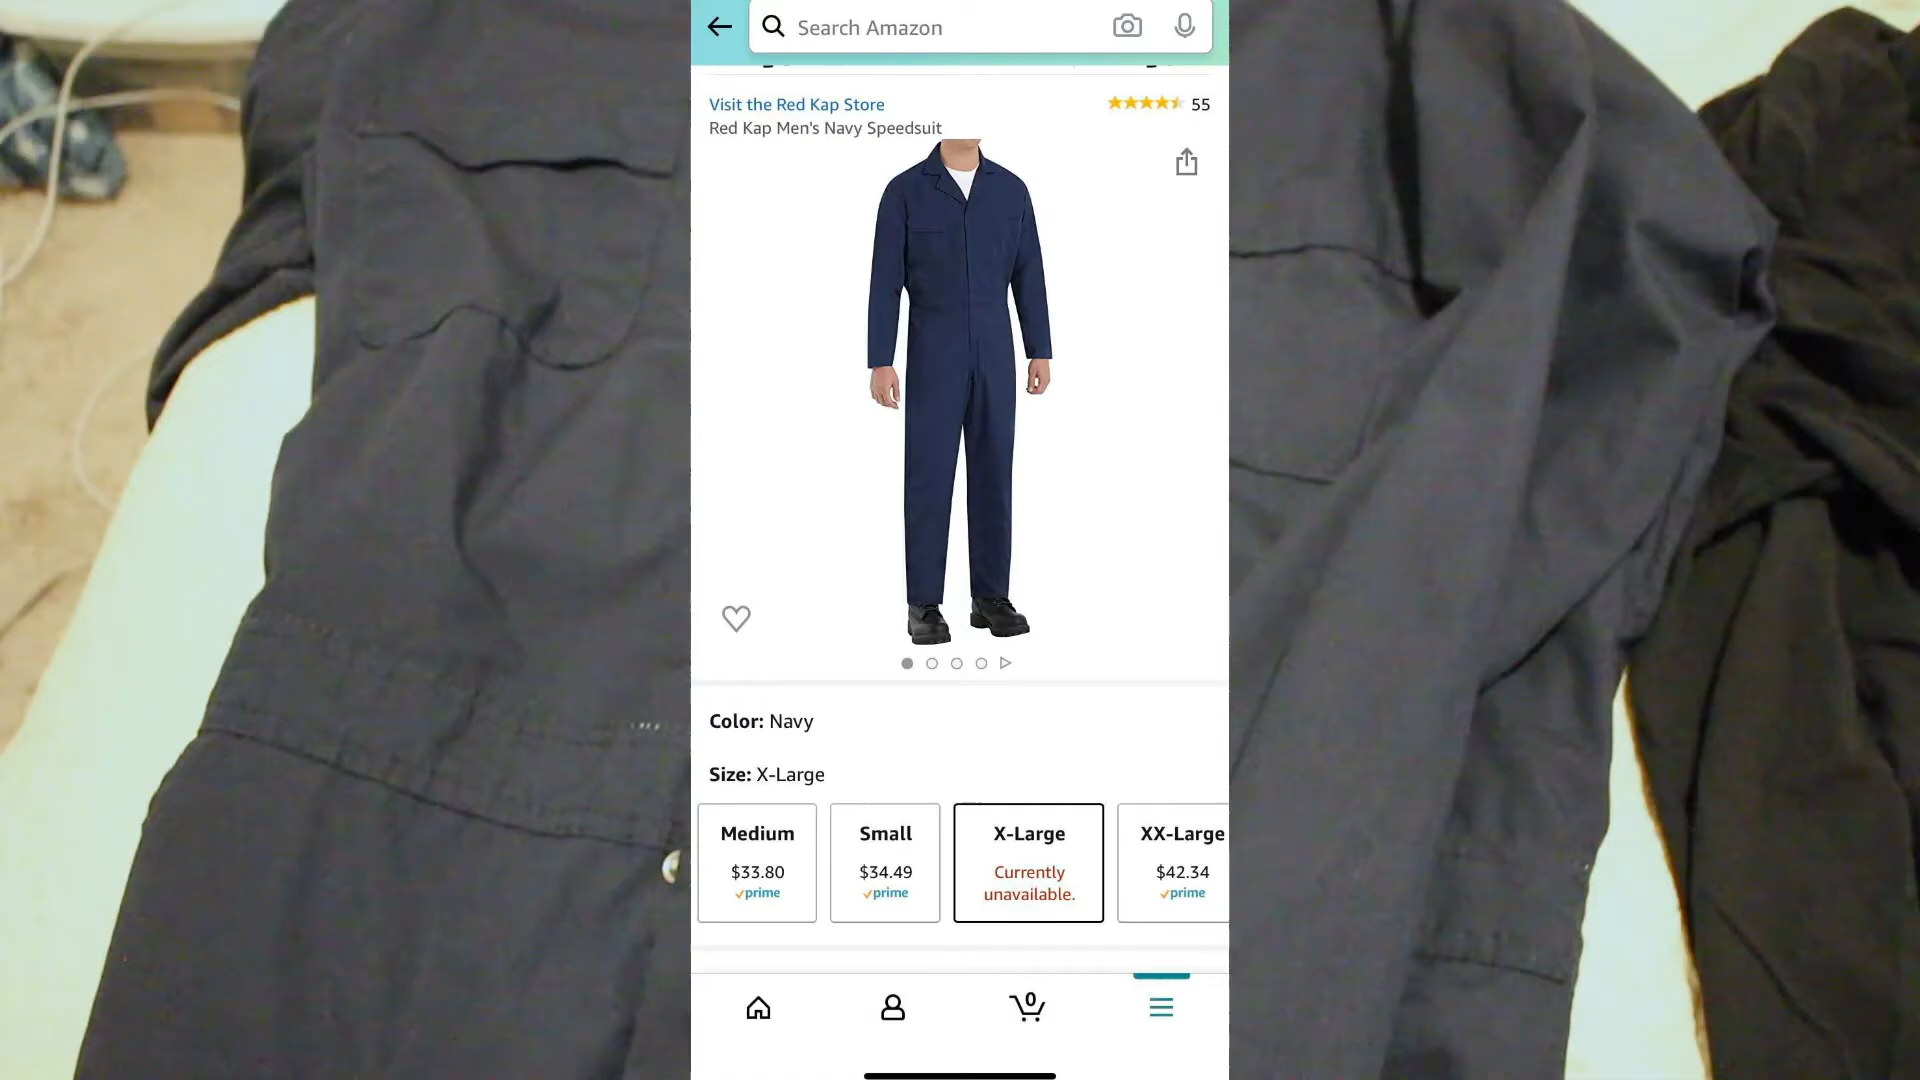 Search Amazon
Visit the Red Kap Store
55
Red Kap Men's Navy Speedsuit
Color: Navy
Size: X-Large
Medium
$33.80
prime
Small
$34.49
prime
X-Large
Currently
unavailable.
XX-Large
$42.34
prime
0